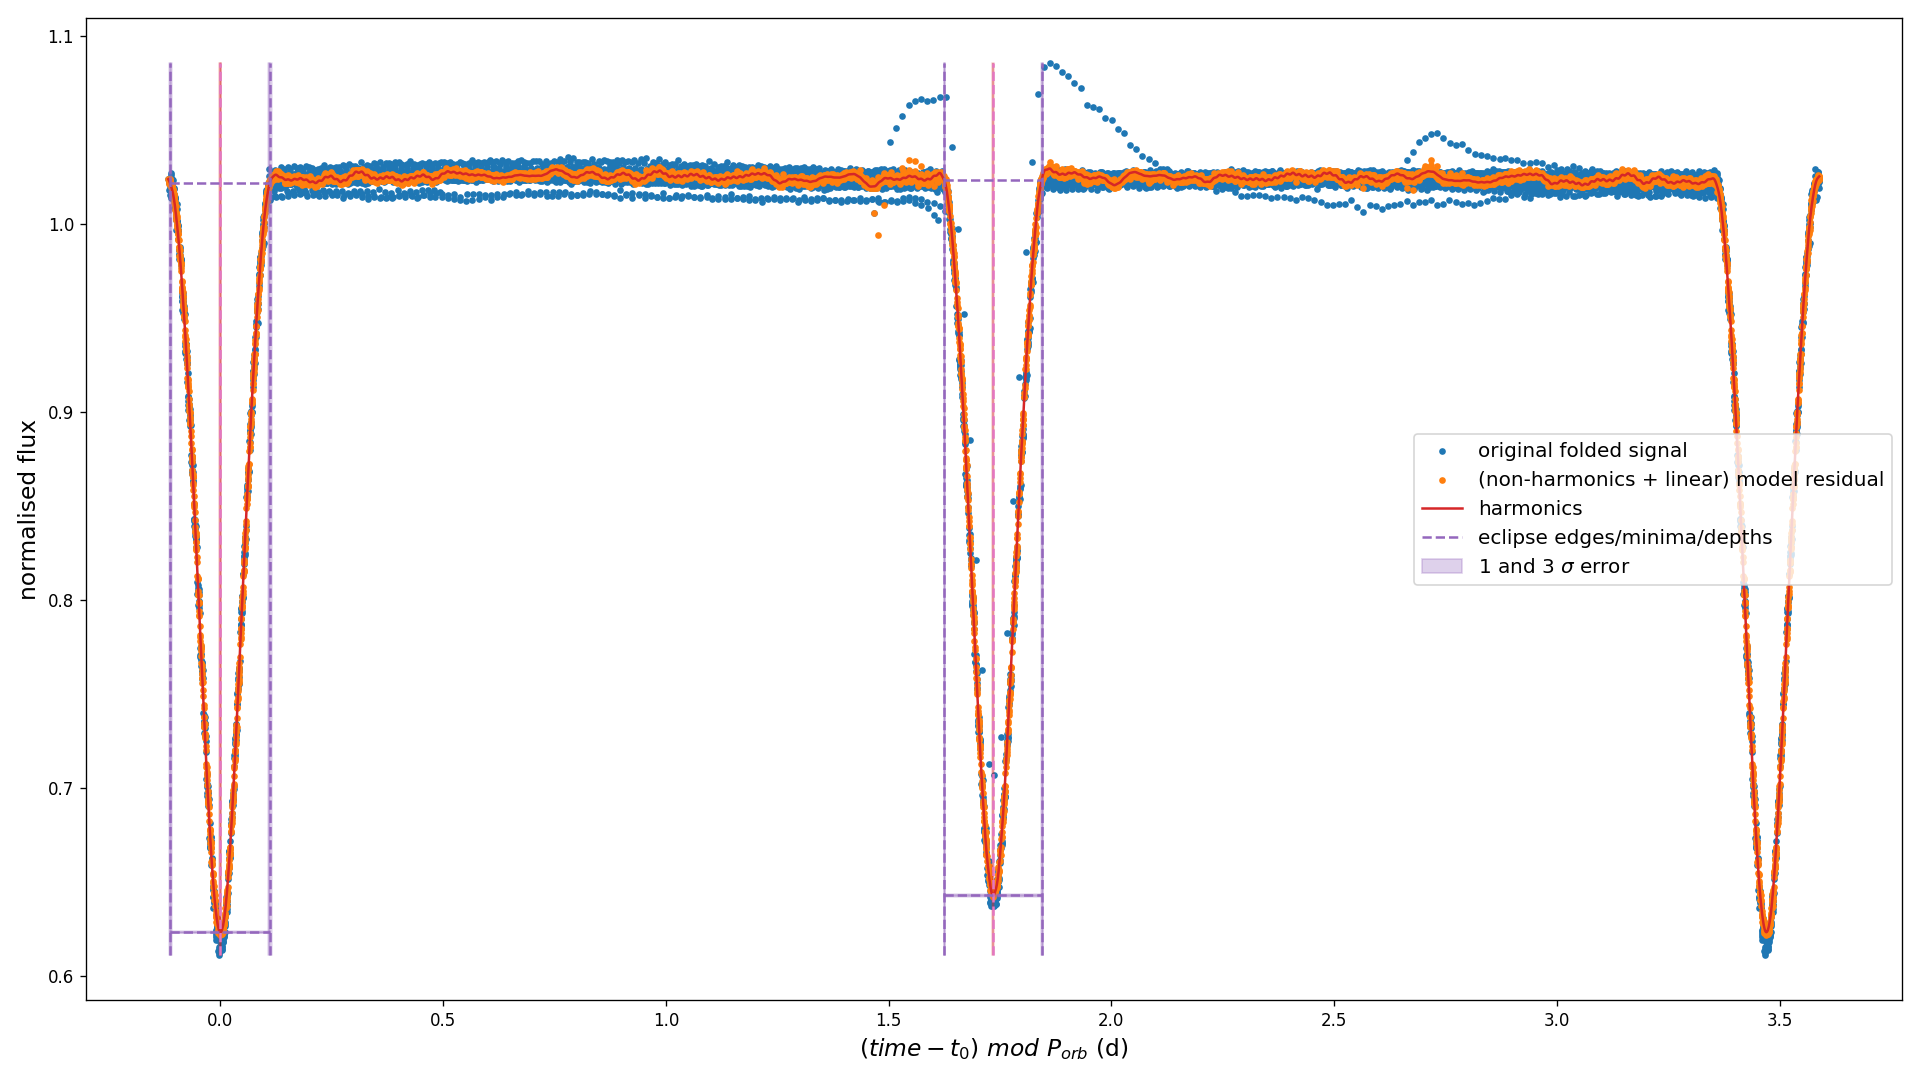 1.1
1.0
0.9
0.8
0.7
0.6
normalised flux
original folded signal
(non-harmonics + linear) model residual
harmonics
eclipse edges/minima/depths
1 and 3 σ error
0.0 0.5 1.0 1.5 2.0 2.5 3.0 3.5
(time − t₀) mod P_orb (d)